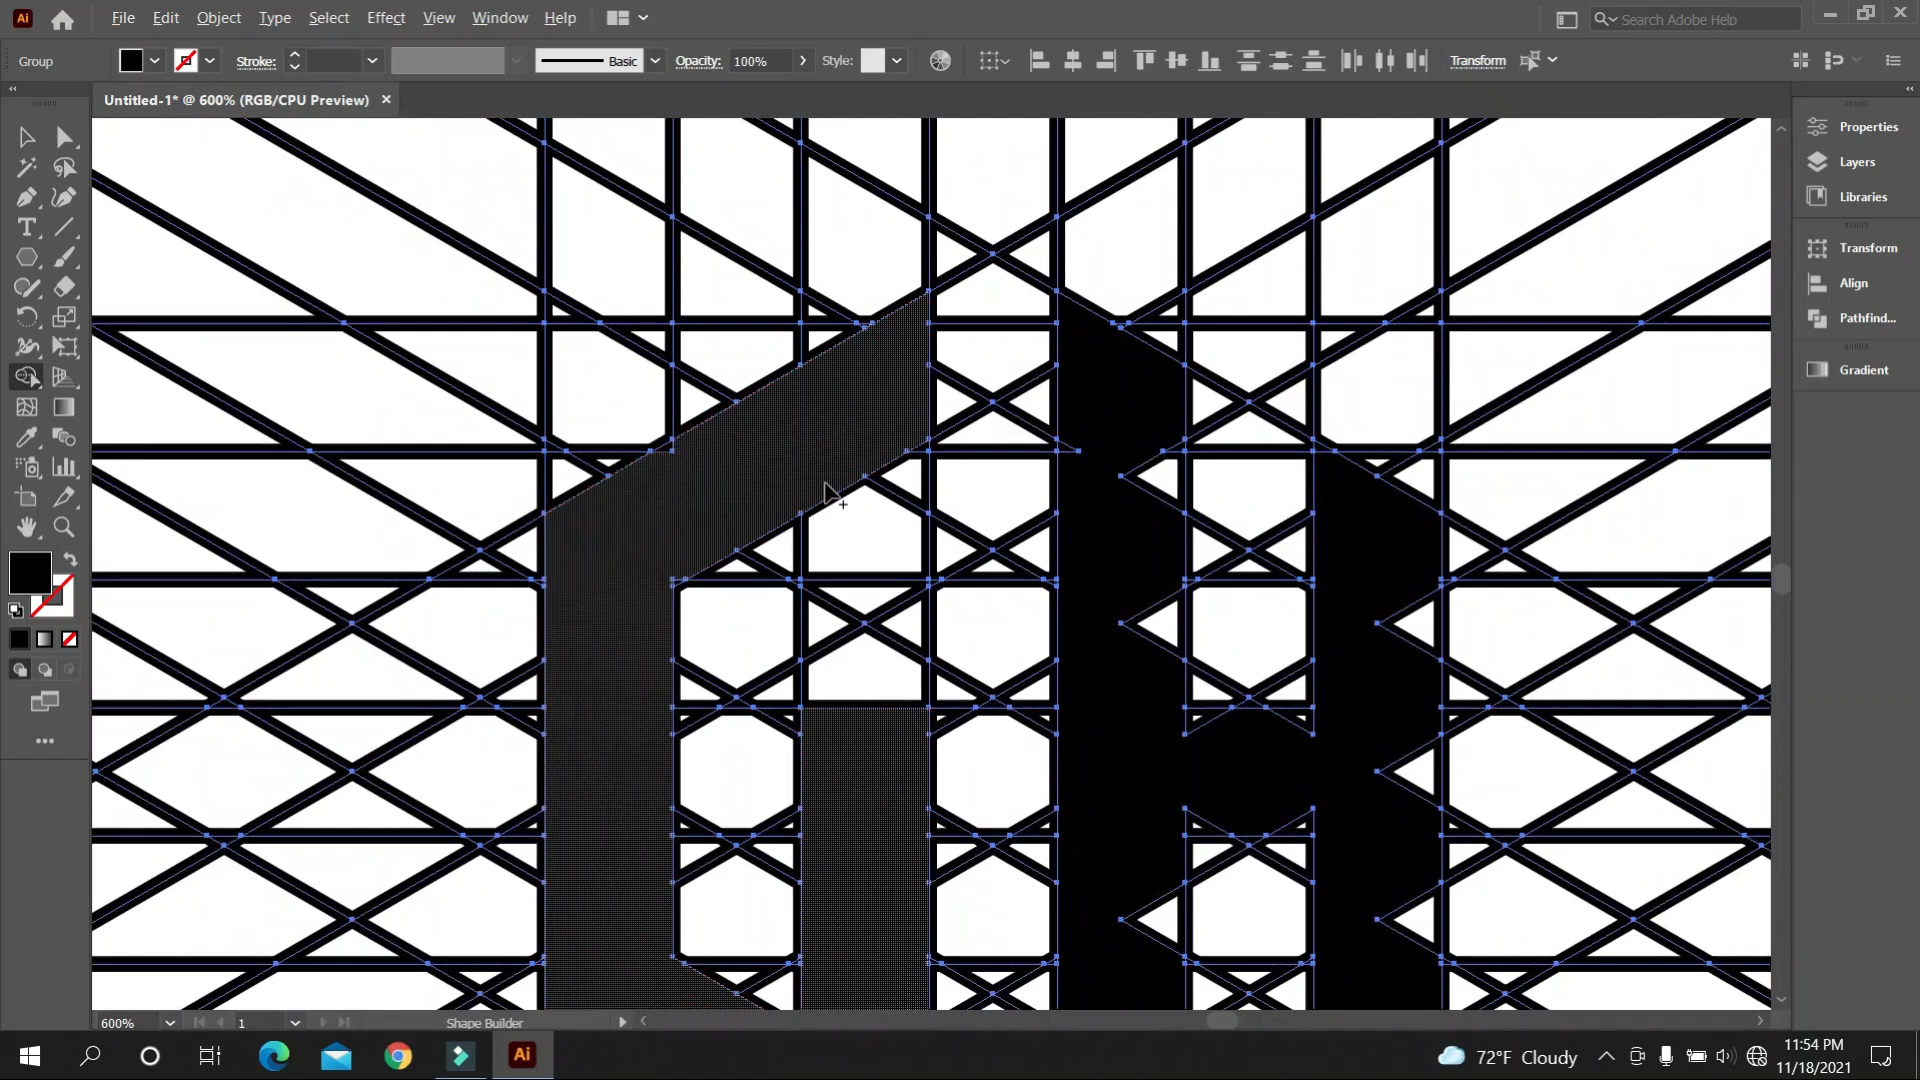 Ai File Edit Object Type Select Effect View Window Help Search Adobe Help
Group Stroke: Basic Opacity: 100% Style: Transform
Untitled-1* @ 600% (RGB/CPU Preview)
Properties
Layers
Libraries
Transform
Align
Pathfind...
Gradient
T
600% 1 Shape Builder
Ai 72°F Cloudy 11:54 PM
11/18/2021